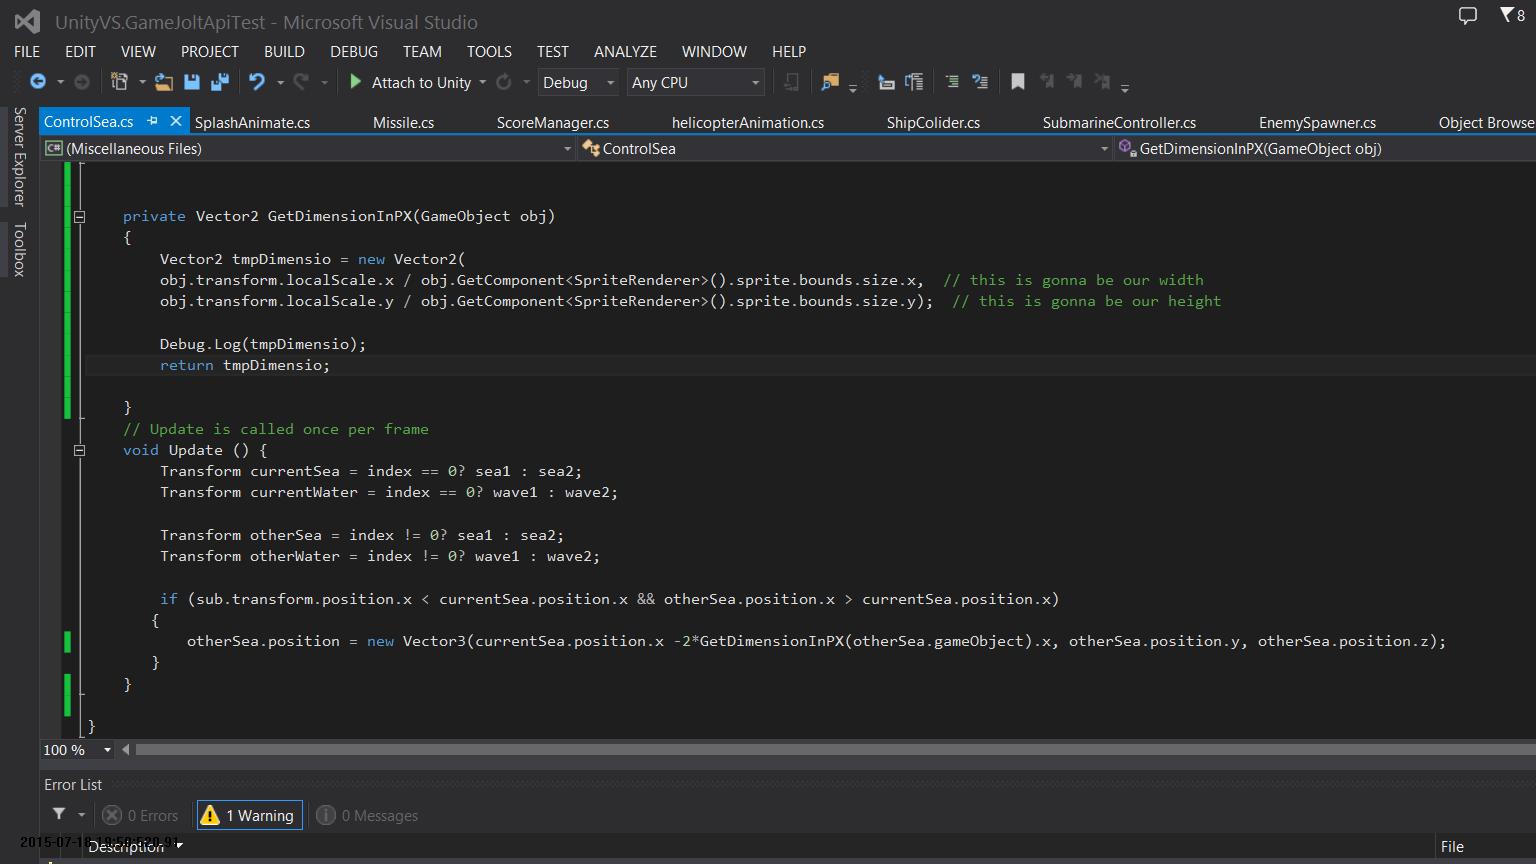 UnityVS.GameJoltApiTest - Microsoft Visual Studio
8
FILE EDIT VIEW PROJECT BUILD DEBUG TEAM TOOLS TEST ANALYZE WINDOW HELP
Attach to Unity Debug Any CPU
Server Explorer
Toolbox
ControlSea.cs SplashAnimate.cs Missile.cs ScoreManager.cs helicopterAnimation.cs ShipColider.cs SubmarineController.cs EnemySpawner.cs Object Browse
C# (Miscellaneous Files) ControlSea GetDimensionInPX(GameObject obj)
private Vector2 GetDimensionInPX(GameObject obj)
{
Vector2 tmpDimensio = new Vector2(
obj.transform.localScale.x / obj.GetComponent<SpriteRenderer>().sprite.bounds.size.x, // this is gonna be our width
obj.transform.localScale.y / obj.GetComponent<SpriteRenderer>().sprite.bounds.size.y); // this is gonna be our height
Debug.Log(tmpDimensio);
return tmpDimensio;
}
// Update is called once per frame
void Update () {
Transform currentSea = index == 0? sea1 : sea2;
Transform currentWater = index == 0? wave1 : wave2;
Transform otherSea = index != 0? sea1 : sea2;
Transform otherWater = index != 0? wave1 : wave2;
if (sub.transform.position.x < currentSea.position.x && otherSea.position.x > currentSea.position.x)
{
otherSea.position = new Vector3(currentSea.position.x -2*GetDimensionInPX(otherSea.gameObject).x, otherSea.position.y, otherSea.position.z);
}
}
}
100 %
Error List
0 Errors 1 Warning 0 Messages
Description File